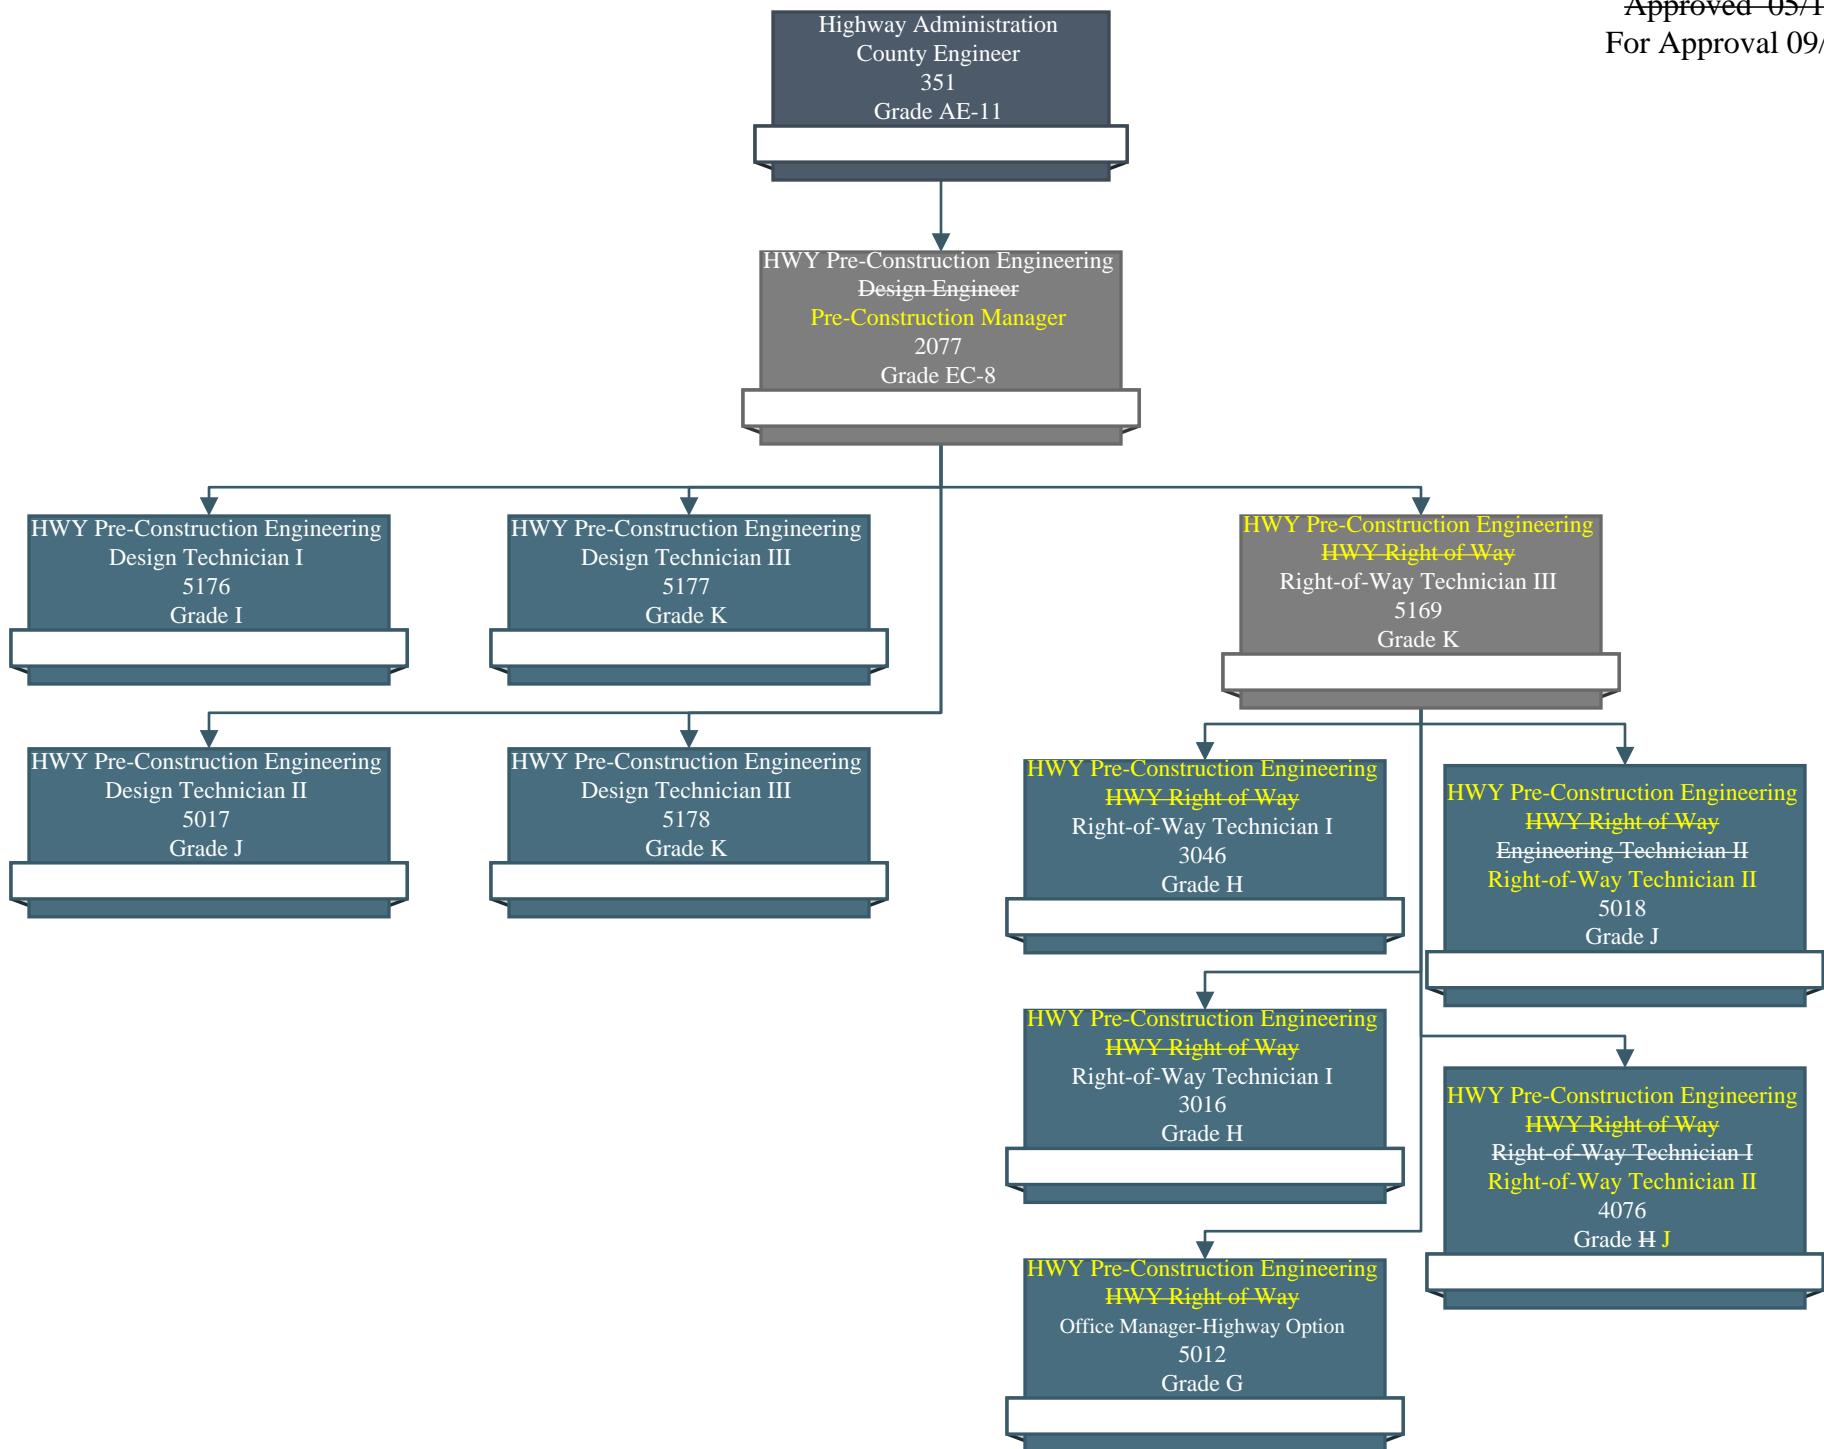 Approved 05/1
For Approval 09/
Highway Administration
County Engineer
351
Grade AE-11
HWY Pre-Construction Engineering
Design Engineer
Pre-Construction Manager
2077
Grade EC-8
HWY Pre-Construction Engineering
Design Technician I
5176
Grade I
HWY Pre-Construction Engineering
Design Technician III
5177
Grade K
HWY Pre-Construction Engineering
HWY Right of Way
Right-of-Way Technician III
5169
Grade K
HWY Pre-Construction Engineering
Design Technician II
5017
Grade J
HWY Pre-Construction Engineering
Design Technician III
5178
Grade K
HWY Pre-Construction Engineering
HWY Right of Way
Right-of-Way Technician I
3046
Grade H
HWY Pre-Construction Engineering
HWY Right of Way
Engineering Technician II
Right-of-Way Technician II
5018
Grade J
HWY Pre-Construction Engineering
HWY Right of Way
Right-of-Way Technician I
3016
Grade H
HWY Pre-Construction Engineering
HWY Right of Way
Right-of-Way Technician I
Right-of-Way Technician II
4076
Grade H J
HWY Pre-Construction Engineering
HWY Right of Way
Office Manager-Highway Option
5012
Grade G